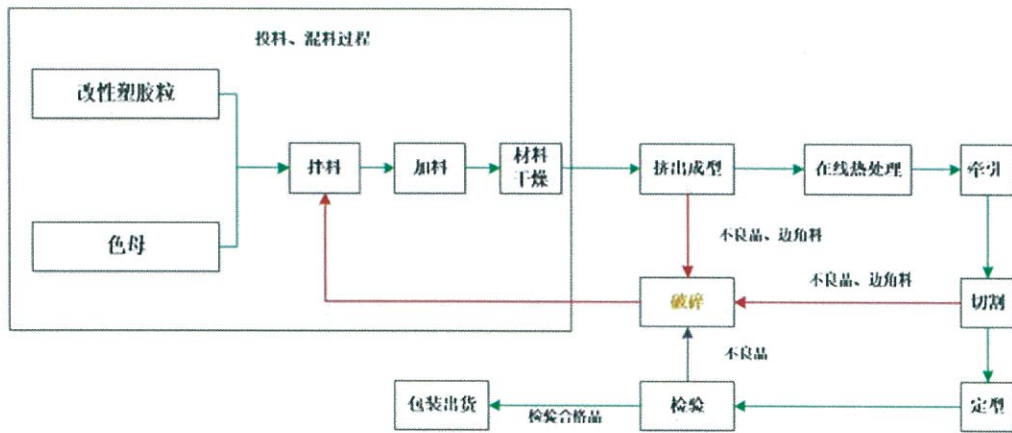 投料、混料过程
改性塑胶粒
色母
拌料
加料
材料
干燥
挤出成型
在线热处理
牵引
不良品、边角料
不良品、边角料
破碎
切割
不良品
包装出货
检验合格品
检验
定型